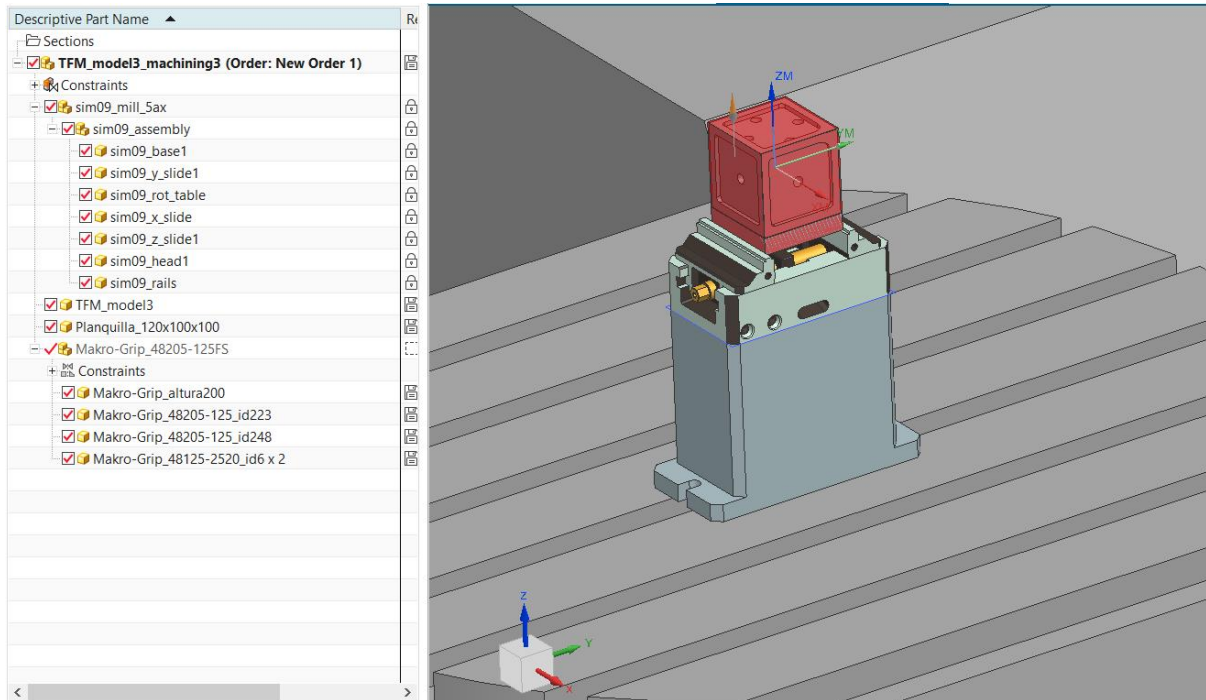 Descriptive Part Name
Sections
TFM_model3_machining3 (Order: New Order 1)
Constraints
sim09_mill_5ax
sim09_assembly
sim09_base1
sim09_y_slide1
sim09_rot_table
sim09_x_slide
sim09_z_slide1
sim09_head1
sim09_rails
TFM_model3
Planquilla_120x100x100
Makro-Grip_48205-125FS
Constraints
Makro-Grip_altura200
Makro-Grip_48205-125_id223
Makro-Grip_48205-125_id248
Makro-Grip_48125-2520_id6 x 2
ZM
YM
Z
Y
X